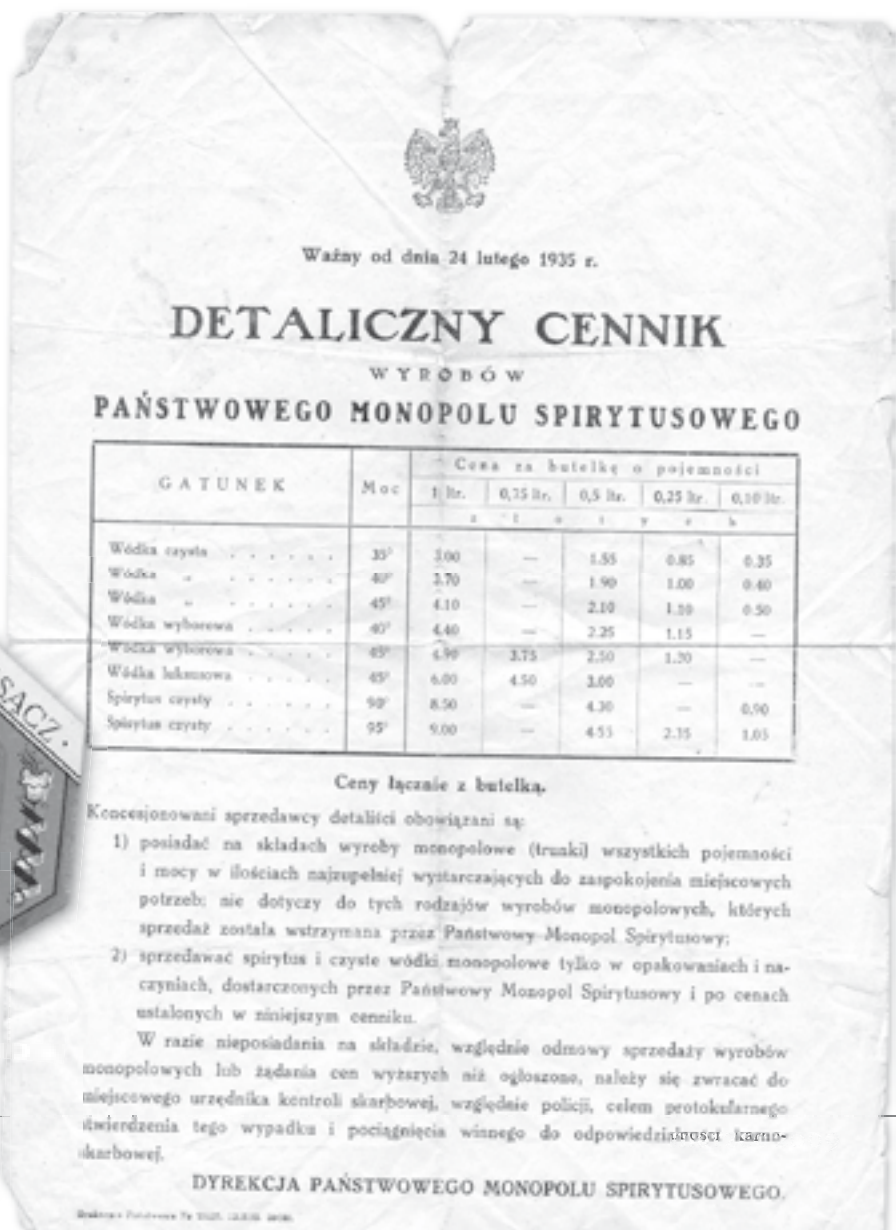 Ważny od dnia 24 lutego 1935 r.
DETALICZNY CENNIK
WYROBÓW
PAŃSTWOWEGO MONOPOLU SPIRYTUSOWEGO
GATUNEK Moc Cena za butelkę o pojemności
1 ltr. 0,75 ltr. 0,5 ltr. 0,25 ltr. 0,10 ltr.
z ł o t y c h
Wódka czysta . . . . . . 35° 3.00 — 1.55 0.85 0.35
Wódka „ . . . . . . 40° 3.70 — 1.90 1.00 0.40
Wódka „ . . . . . . 45° 4.10 — 2.10 1.10 0.50
Wódka wyborowa . . . . . 40° 4.40 — 2.25 1.15 —
Wódka wyborowa . . . . . 45° 4.90 3.75 2.50 1.30 —
Wódka luksusowa . . . . . 45° 6.00 4.50 3.00 — —
Spirytus czysty . . . . . . 90° 8.50 — 4.30 — 0.90
Spirytus czysty . . . . . . 95° 9.00 — 4.55 2.35 1.05
Ceny łącznie z butelką.
Koncesjonowani sprzedawcy detaliści obowiązani są:
1) posiadać na składach wyroby monopolowe (trunki) wszystkich pojemności
i mocy w ilościach najzupełniej wystarczających do zaspokojenia miejscowych
potrzeb; nie dotyczy do tych rodzajów wyrobów monopolowych, których
sprzedaż została wstrzymana przez Państwowy Monopol Spirytusowy;
2) sprzedawać spirytus i czyste wódki monopolowe tylko w opakowaniach i na-
czyniach, dostarczonych przez Państwowy Monopol Spirytusowy i po cenach
ustalonych w niniejszym cenniku.
W razie nieposiadania na składzie, względnie odmowy sprzedaży wyrobów
monopolowych lub żądania cen wyższych niż ogłoszone, należy się zwracać do
miejscowego urzędnika kontroli skarbowej, względnie policji, celem protokularnego
stwierdzenia tego wypadku i pociągnięcia winnego do odpowiedzialności karno-
skarbowej.
DYREKCJA PAŃSTWOWEGO MONOPOLU SPIRYTUSOWEGO.
SACZ